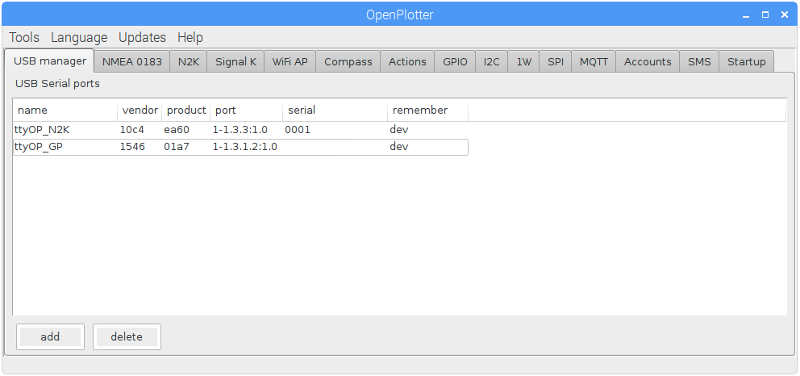 OpenPlotter
Tools Language Updates Help
USB manager NMEA 0183 N2K Signal K WiFi AP Compass Actions GPIO I2C 1W SPI MQTT Accounts SMS Startup
USB Serial ports
name vendor product port serial remember
ttyOP_N2K 10c4 ea60 1-1.3.3:1.0 0001 dev
ttyOP_GP 1546 01a7 1-1.3.1.2:1.0 dev
add delete